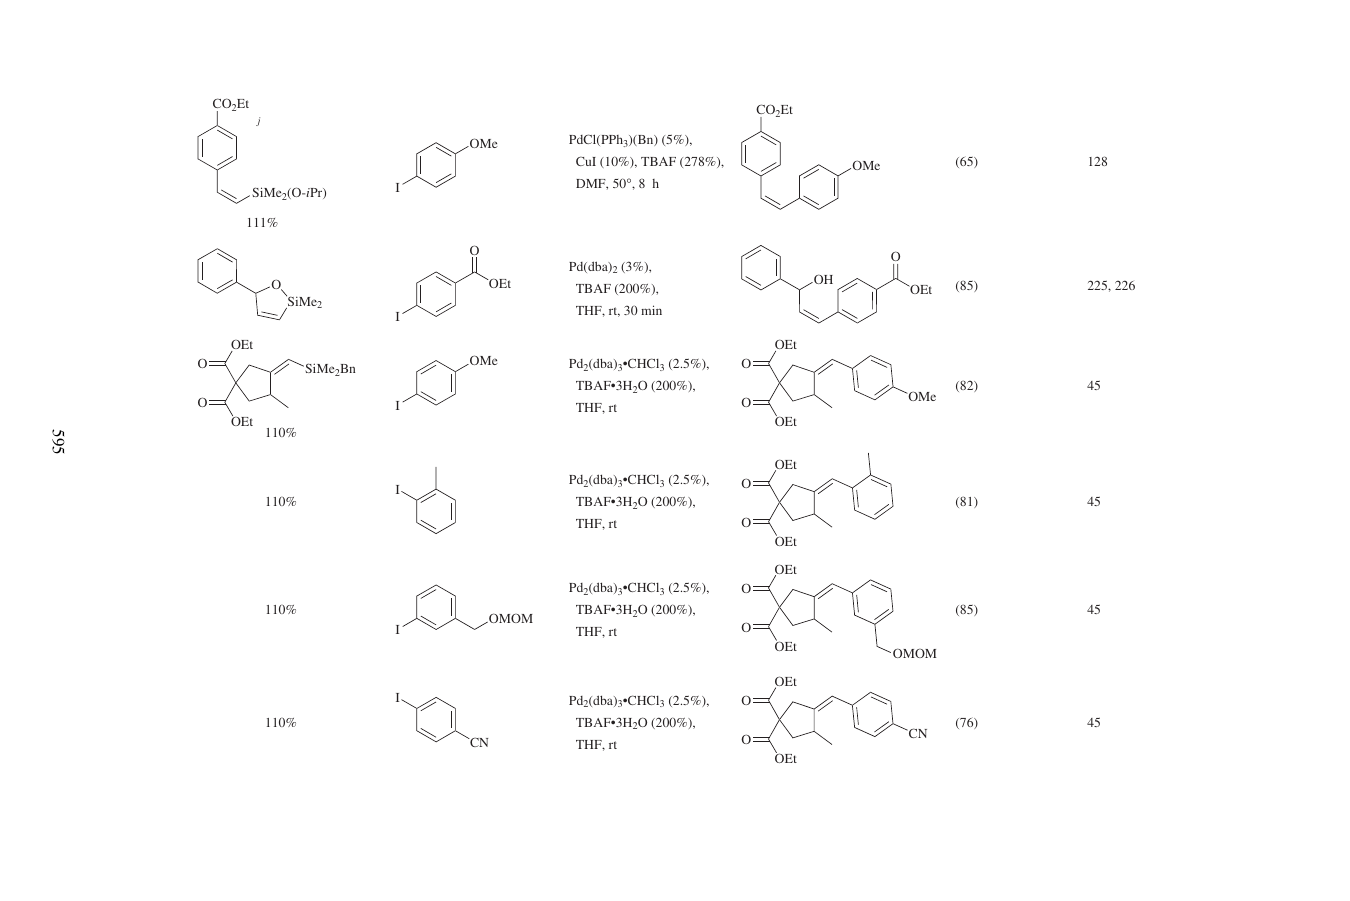 CO2Et
j
SiMe2(O-iPr)
111%
I
OMe
PdCl(PPh3)(Bn) (5%),
CuI (10%), TBAF (278%),
DMF, 50°, 8 h
CO2Et
OMe
(65)
128
O
SiMe2
O
OEt
I
Pd(dba)2 (3%),
TBAF (200%),
THF, rt, 30 min
OH
O
OEt
(85)
225, 226
OEt
O
SiMe2Bn
O
OEt
110%
OMe
I
Pd2(dba)3•CHCl3 (2.5%),
TBAF•3H2O (200%),
THF, rt
OEt
O
O
OEt
OMe
(82)
45
595
110%
I
Pd2(dba)3•CHCl3 (2.5%),
TBAF•3H2O (200%),
THF, rt
OEt
O
O
OEt
(81)
45
110%
I
OMOM
Pd2(dba)3•CHCl3 (2.5%),
TBAF•3H2O (200%),
THF, rt
OEt
O
O
OEt
OMOM
(85)
45
110%
I
CN
Pd2(dba)3•CHCl3 (2.5%),
TBAF•3H2O (200%),
THF, rt
OEt
O
O
OEt
CN
(76)
45